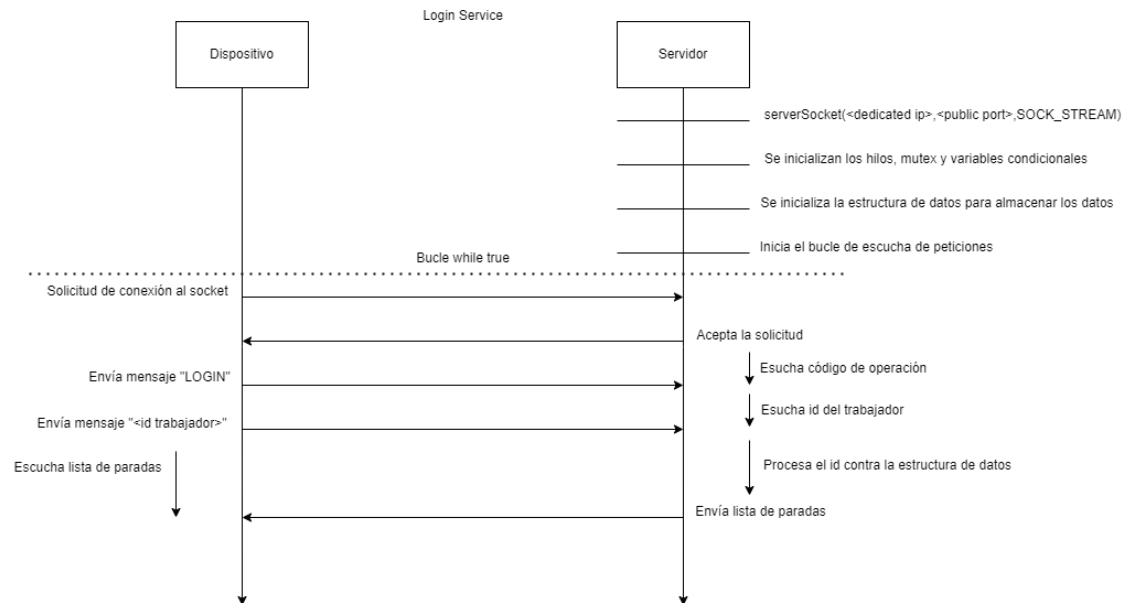 Login Service
Dispositivo
Servidor
serverSocket(<dedicated ip>,<public port>,SOCK_STREAM)
Se inicializan los hilos, mutex y variables condicionales
Se inicializa la estructura de datos para almacenar los datos
Inicia el bucle de escucha de peticiones
Bucle while true
Solicitud de conexión al socket
Acepta la solicitud
Esucha código de operación
Envía mensaje "LOGIN"
Esucha id del trabajador
Envía mensaje "<id trabajador>"
Escucha lista de paradas
Procesa el id contra la estructura de datos
Envía lista de paradas